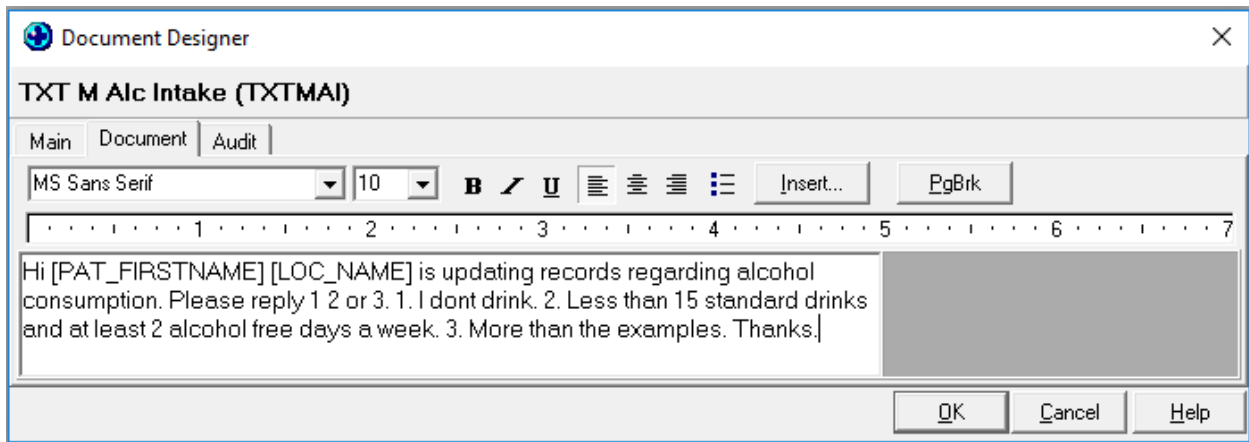 Document Designer
TXT M Alc Intake (TXTMAI)
Main Document Audit
MS Sans Serif 10 B I U Insert... PgBrk
1 2 3 4 5 6 7
Hi [PAT_FIRSTNAME] [LOC_NAME] is updating records regarding alcohol
consumption. Please reply 1 2 or 3. 1. I dont drink. 2. Less than 15 standard drinks
and at least 2 alcohol free days a week. 3. More than the examples. Thanks.
OK Cancel Help